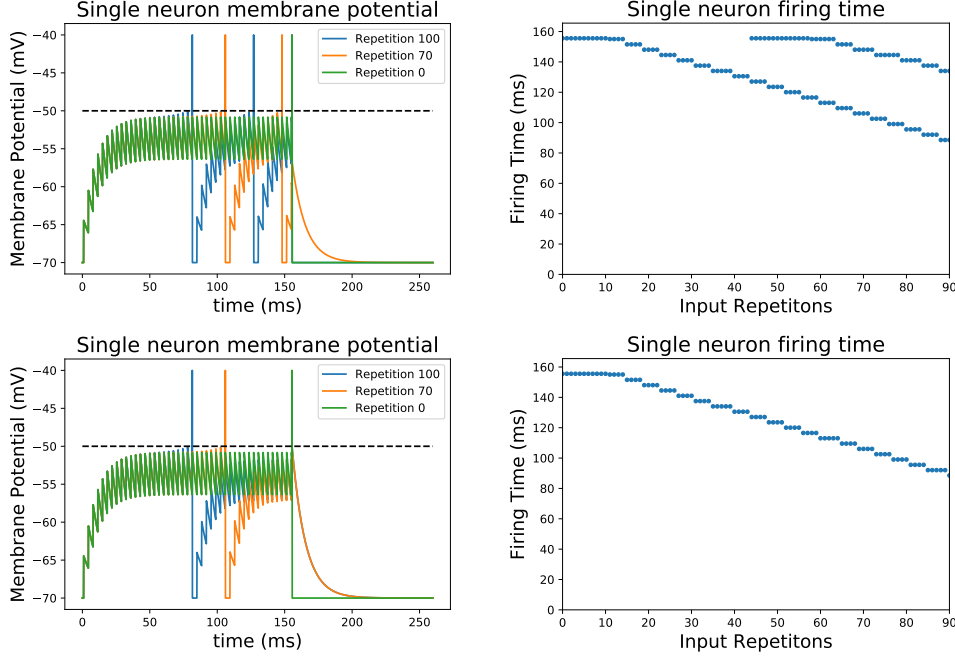 Single neuron membrane potential
Membrane Potential (mV)
−40
−45
−50
−55
−60
−65
−70
Repetition 100
Repetition 70
Repetition 0
0 50 100 150 200 250
time (ms)
Single neuron firing time
Firing Time (ms)
160
140
120
100
80
60
40
20
0
0 10 20 30 40 50 60 70 80 90
Input Repetitons
Single neuron membrane potential
Membrane Potential (mV)
−40
−45
−50
−55
−60
−65
−70
Repetition 100
Repetition 70
Repetition 0
0 50 100 150 200 250
time (ms)
Single neuron firing time
Firing Time (ms)
160
140
120
100
80
60
40
20
0
0 10 20 30 40 50 60 70 80 90
Input Repetitons